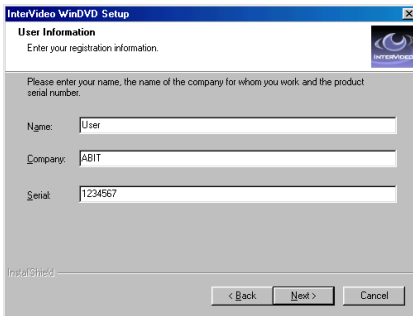 InterVideo WinDVD Setup
User Information
Enter your registration information.
INTERVIDEO
Please enter your name, the name of the company for whom you work and the product
serial number.
Name: User
Company: ABIT
Serial: 1234567
InstallShield
< Back Next > Cancel